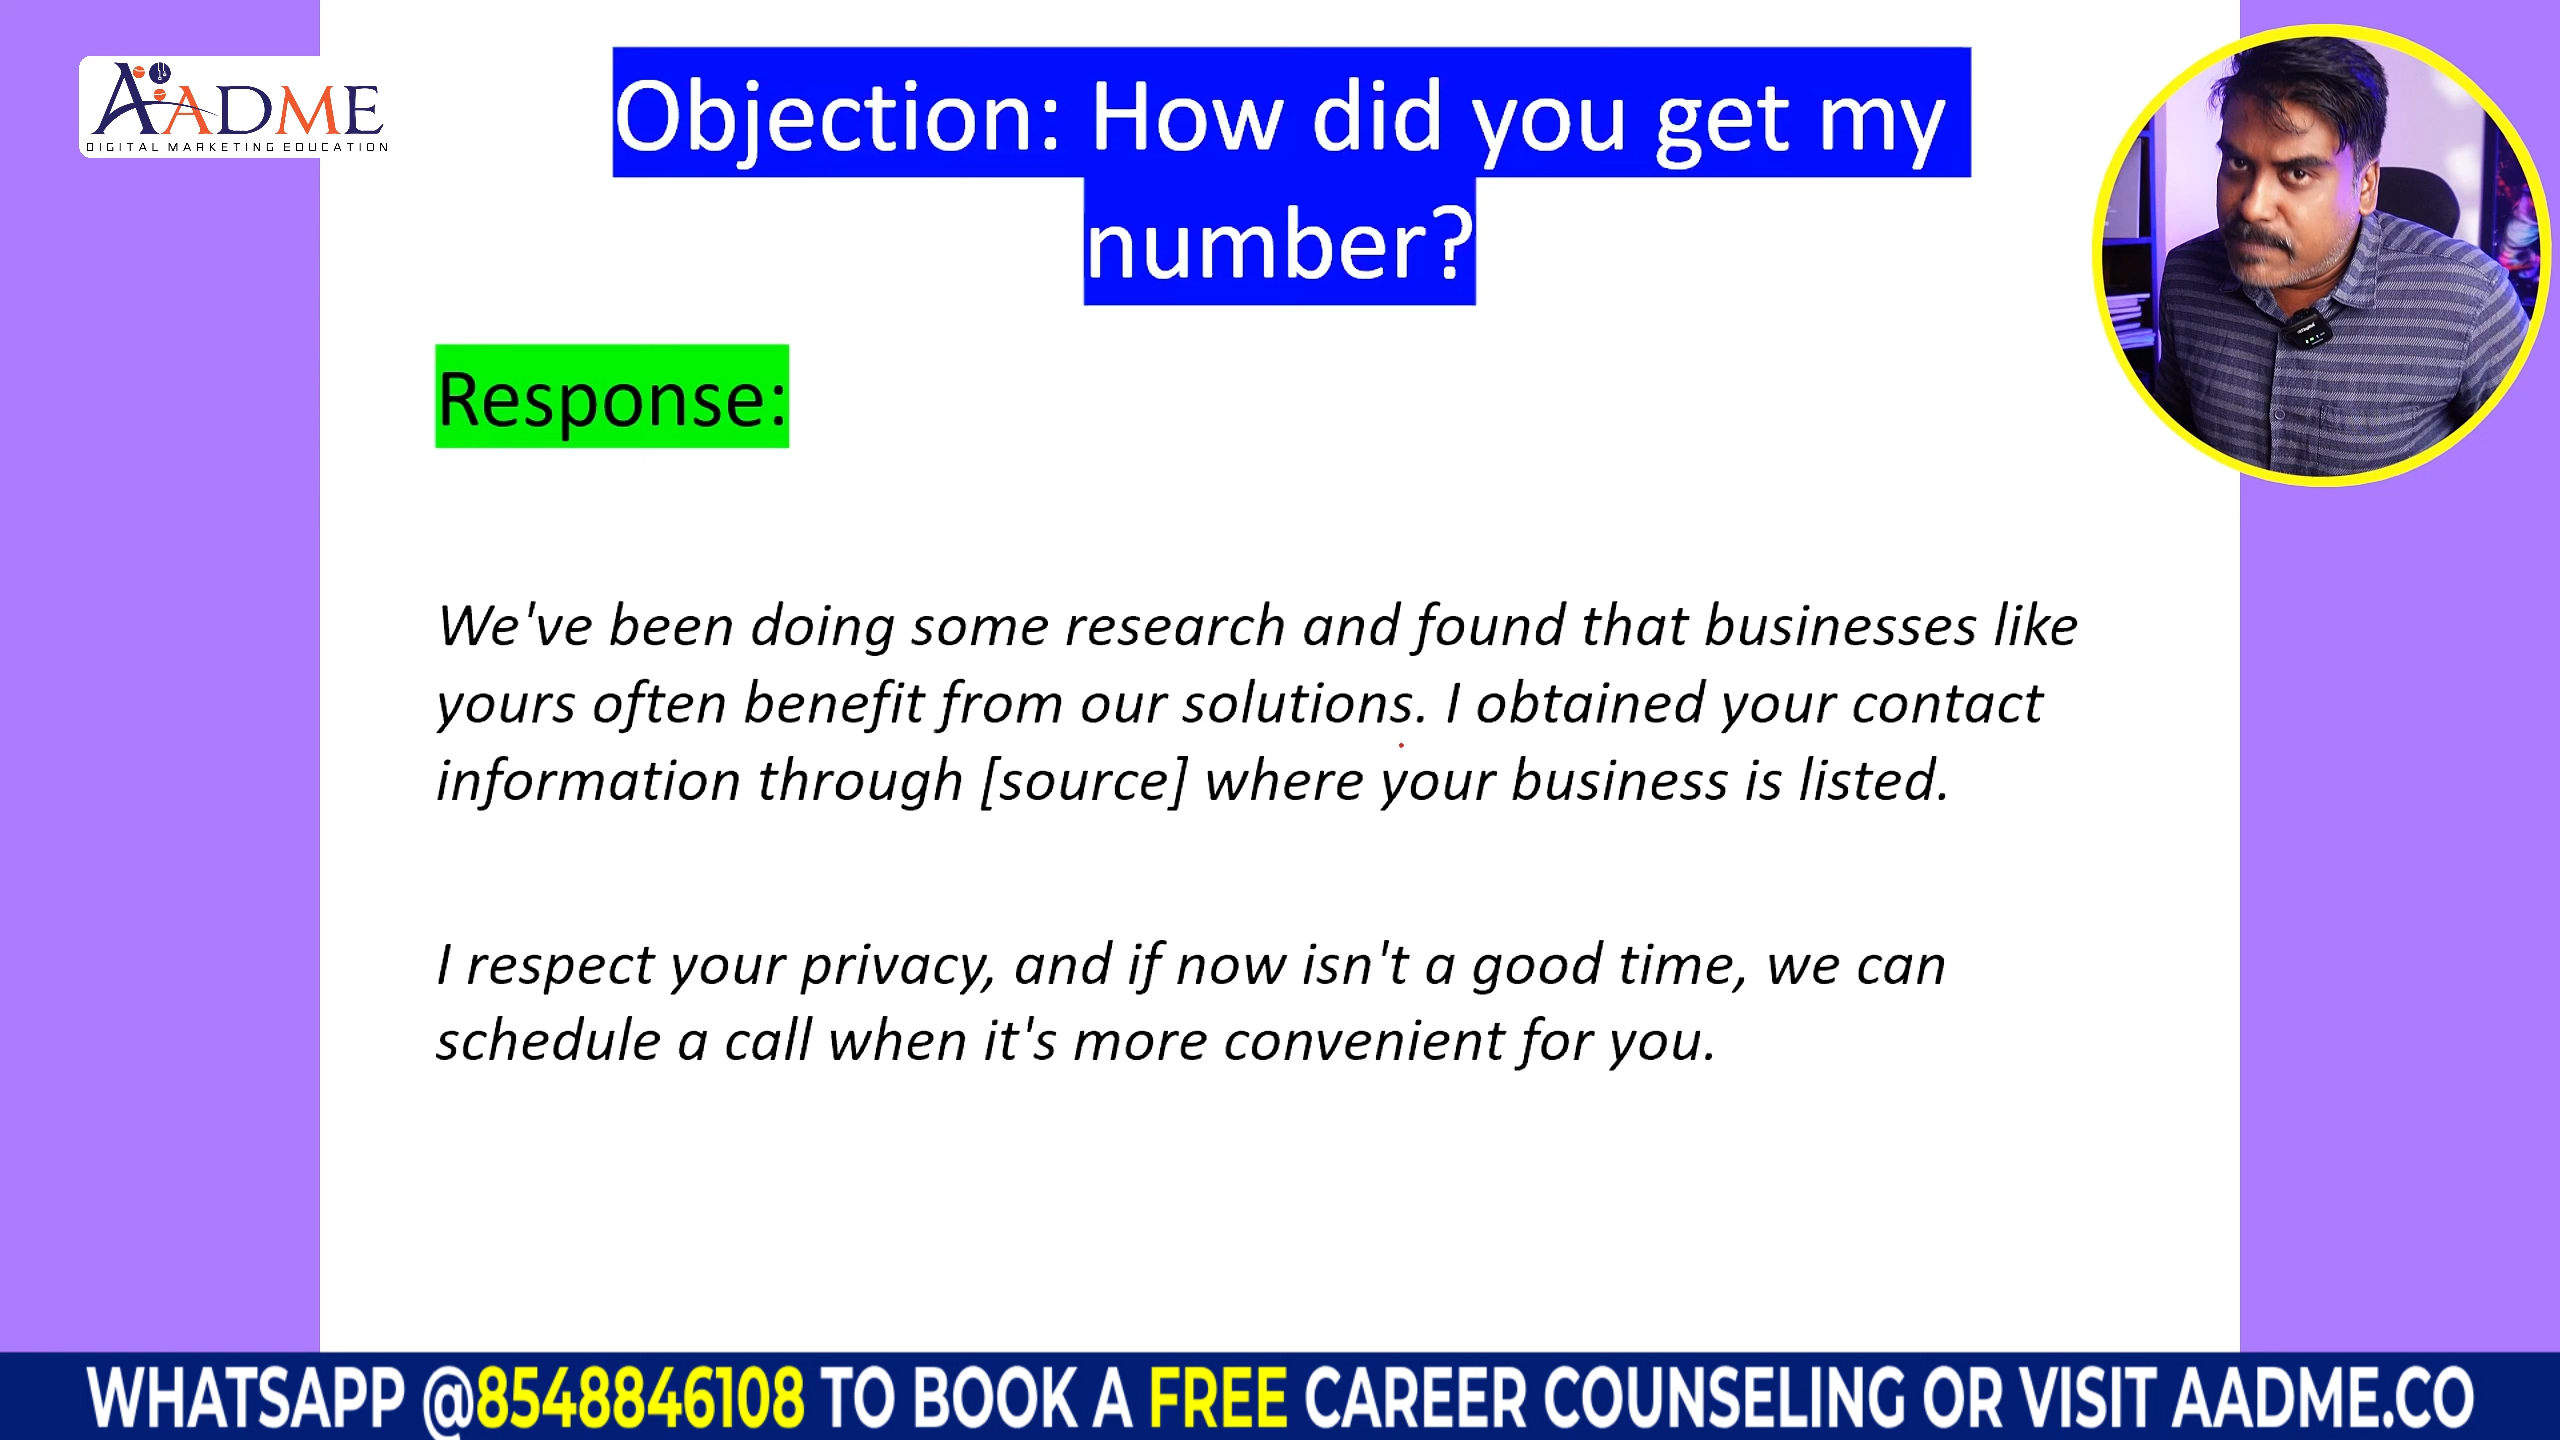 AADME
DIGITAL MARKETING EDUCATION
Objection: How did you get my
number?
Response:
We've been doing some research and found that businesses like
yours often benefit from our solutions. I obtained your contact
information through [source] where your business is listed.
I respect your privacy, and if now isn't a good time, we can
schedule a call when it's more convenient for you.
WHATSAPP @8548846108 TO BOOK A FREE CAREER COUNSELING OR VISIT AADME.CO